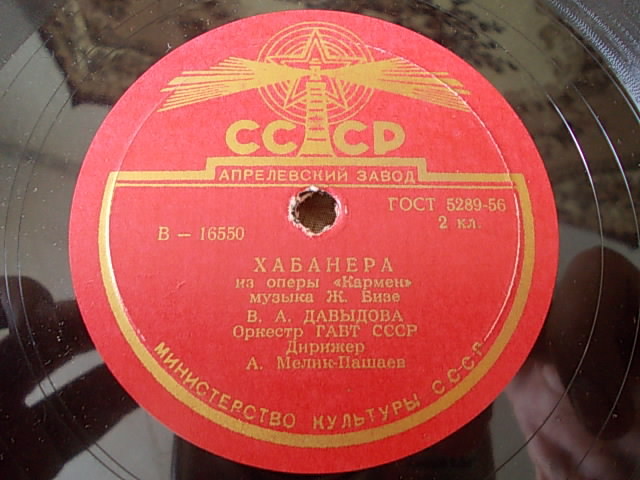 СССР
АПРЕЛЕВСКИЙ ЗАВОД
ГОСТ 5289-56
В — 16550
2 кл.
ХАБАНЕРА
из оперы «Кармен»
музыка Ж. Бизе
В. А. ДАВЫДОВА
Оркестр ГАБТ СССР
Дирижер
А. Мелик-Пашаев
МИНИСТЕРСТВО КУЛЬТУРЫ СССР